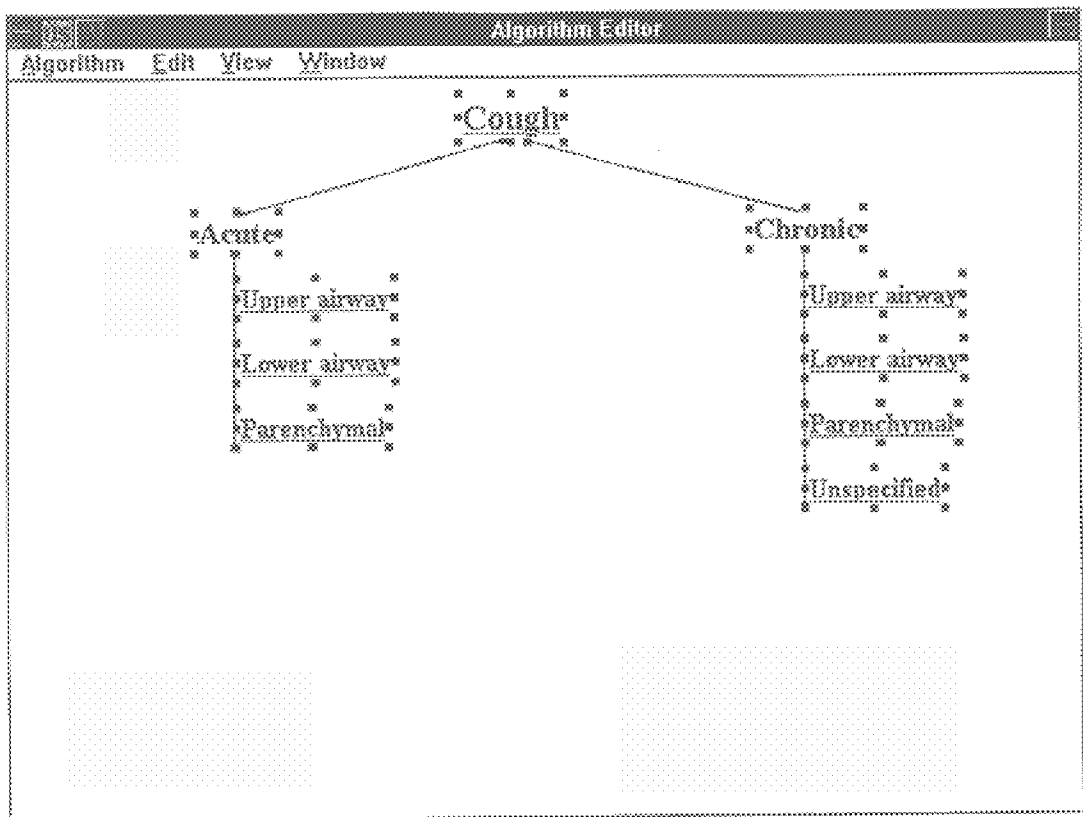 Algorithm Editor
Algorithm Edit View Window
Cough
Acute
Upper airway
Lower airway
Parenchymal
Chronic
Upper airway
Lower airway
Parenchymal
Unspecified